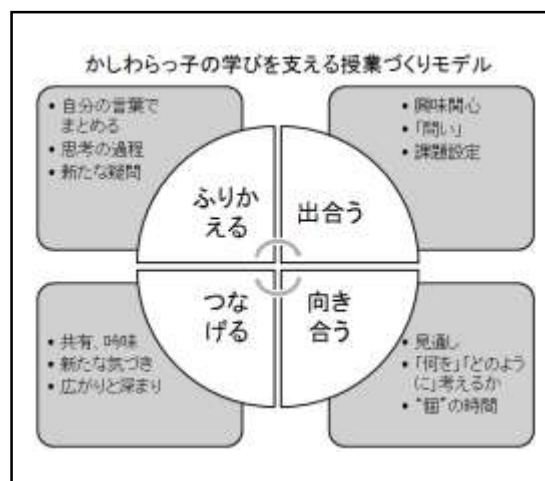 かしわらっ子の学びを支える授業づくりモデル
• 自分の言葉で
まとめる
• 思考の過程
• 新たな疑問
• 興味関心
• 「問い」
• 課題設定
ふりか
える
出合う
つな
げる
向き
合う
• 共有、吟味
• 新たな気づき
• 広がりと深まり
• 見通し
• 「何を」「どのよう
に」考えるか
• “個”の時間